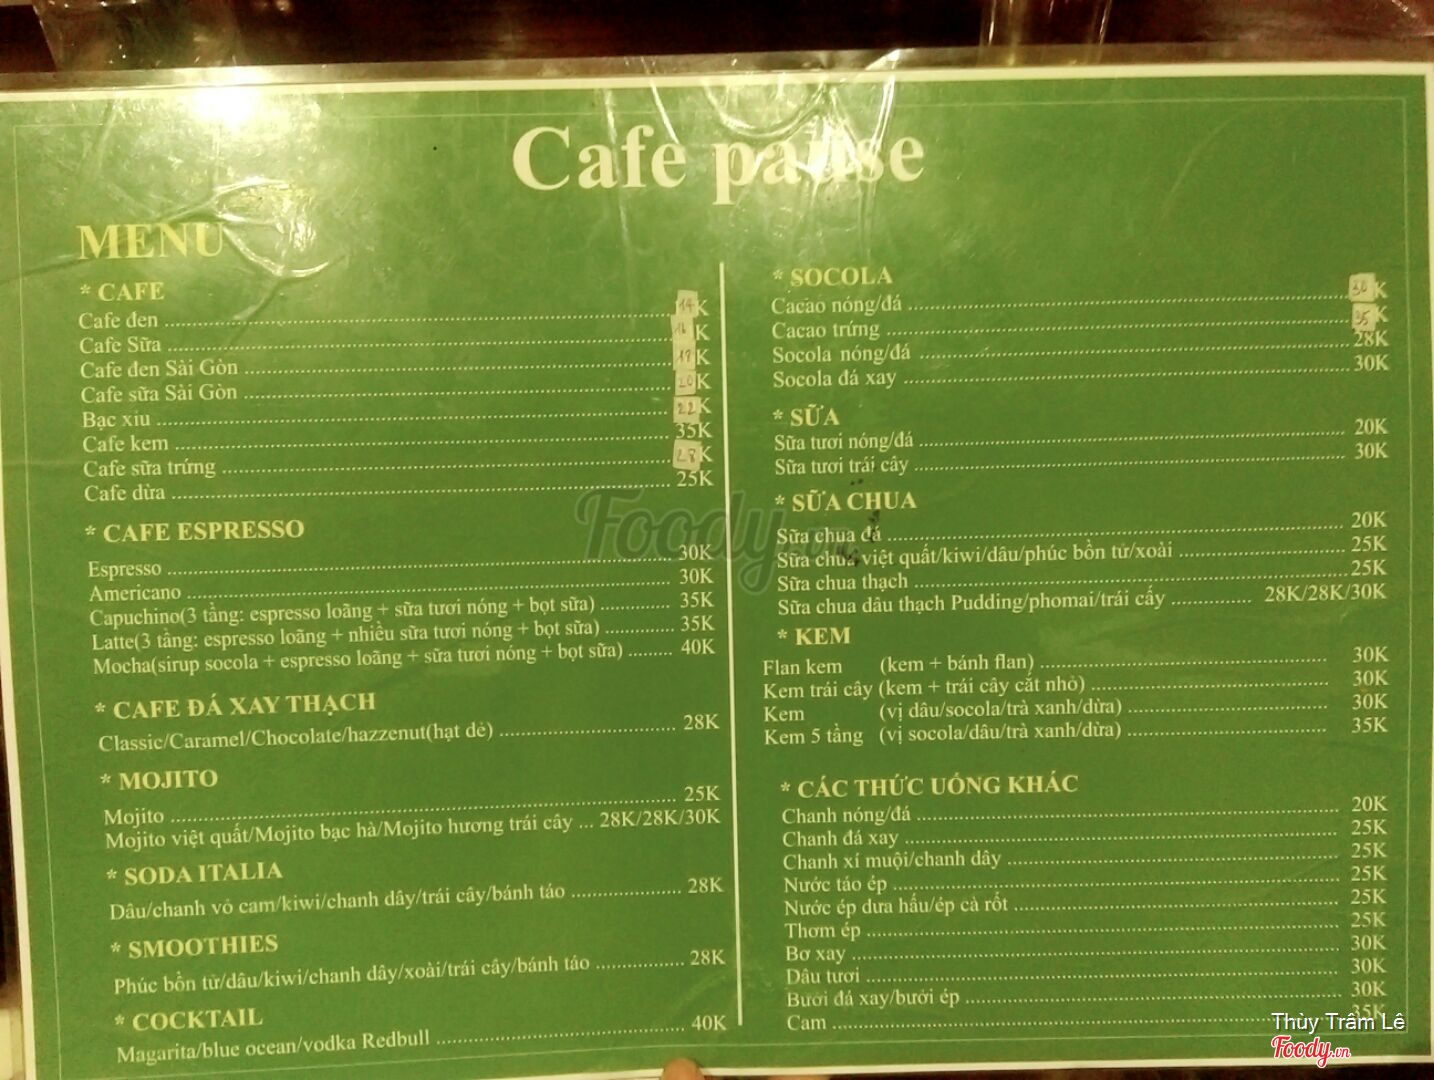 Cafe pause
MENU
* CAFE
Cafe đen 14K
Cafe Sữa K
Cafe đen Sài Gòn K
Cafe sữa Sài Gòn 20K
Bạc xỉu 22K
Cafe kem 35K
Cafe sữa trứng 28K
Cafe dừa 25K
* CAFE ESPRESSO
Espresso 30K
Americano 30K
Capuchino(3 tầng: espresso loãng + sữa tươi nóng + bọt sữa) 35K
Latte(3 tầng: espresso loãng + nhiều sữa tươi nóng + bọt sữa) 35K
Mocha(sirup socola + espresso loãng + sữa tươi nóng + bọt sữa) 40K
* CAFE ĐÁ XAY THẠCH
Classic/Caramel/Chocolate/hazzenut(hạt dẻ) 28K
* MOJITO
Mojito 25K
Mojito việt quất/Mojito bạc hà/Mojito hương trái cây ... 28K/28K/30K
* SODA ITALIA
Dâu/chanh vỏ cam/kiwi/chanh dây/trái cây/bánh táo 28K
* SMOOTHIES
Phúc bồn tử/dâu/kiwi/chanh dây/xoài/trái cây/bánh táo 28K
* COCKTAIL
Magarita/blue ocean/vodka Redbull 40K
* SOCOLA
Cacao nóng/đá 30K
Cacao trứng 35K
Socola nóng/đá 28K
Socola đá xay 30K
* SỮA
Sữa tươi nóng/đá 20K
Sữa tươi trái cây 30K
* SỮA CHUA
Sữa chua đá 20K
Sữa chua việt quất/kiwi/dâu/phúc bồn tử/xoài 25K
Sữa chua thạch 25K
Sữa chua dâu thạch Pudding/phomai/trái cấy 28K/28K/30K
* KEM
Flan kem (kem + bánh flan) 30K
Kem trái cây (kem + trái cây cắt nhỏ) 30K
Kem (vị dâu/socola/trà xanh/dừa) 30K
Kem 5 tầng (vị socola/dâu/trà xanh/dừa) 35K
* CÁC THỨC UỐNG KHÁC
Chanh nóng/đá 20K
Chanh đá xay 25K
Chanh xí muội/chanh dây 25K
Nước táo ép 25K
Nước ép dưa hấu/ép cà rốt 25K
Thơm ép 25K
Bơ xay 30K
Dâu tươi 30K
Bưởi đá xay/bưởi ép 30K
Cam 35K
Foody.vn
Thùy Trâm Lê
Foody.vn